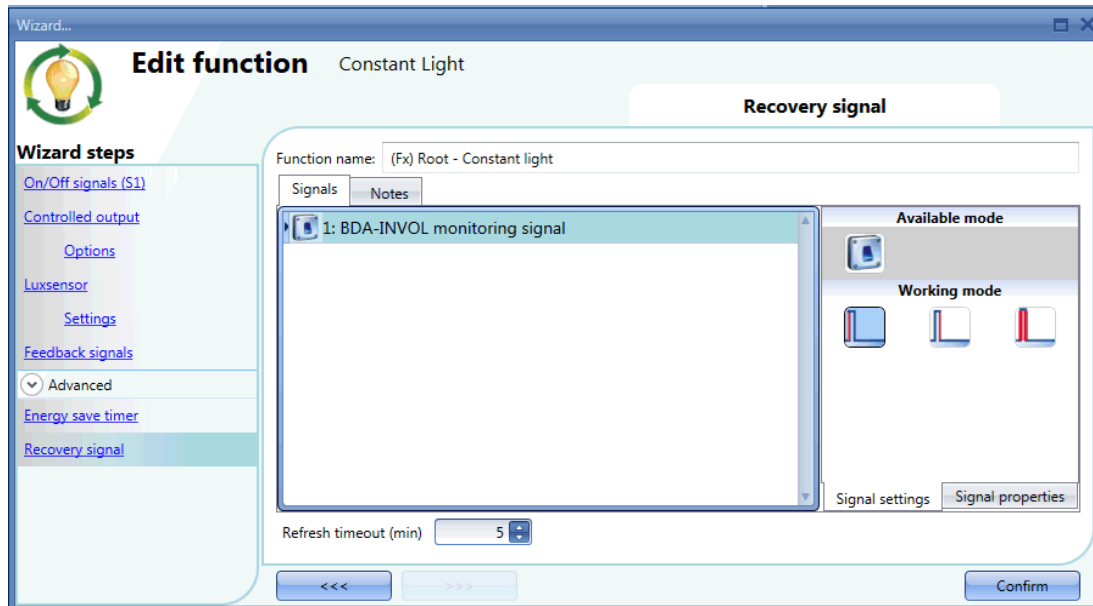 Wizard...
Edit function Constant Light
Recovery signal
Wizard steps
On/Off signals (S1)
Controlled output
Options
Luxsensor
Settings
Feedback signals
Advanced
Energy save timer
Recovery signal
Function name: (Fx) Root - Constant light
Signals Notes
1: BDA-INVOL monitoring signal
Available mode
Working mode
Signal settings Signal properties
Refresh timeout (min) 5
<<< >>> Confirm